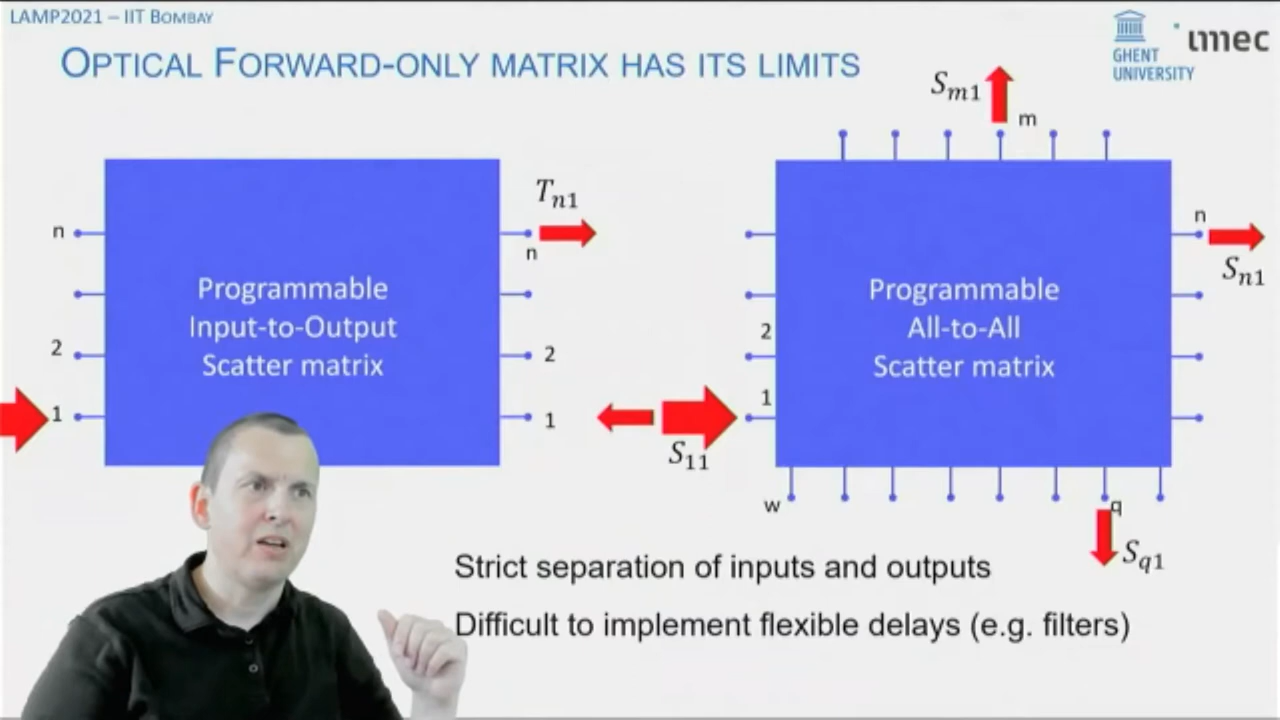 LAMP2021 – IIT BOMBAY
OPTICAL FORWARD-ONLY MATRIX HAS ITS LIMITS
GHENT
UNIVERSITY
imec
n
2
1
Programmable
Input-to-Output
Scatter matrix
Tn1
n
2
1
Sm1
m
2
1
w
S11
Programmable
All-to-All
Scatter matrix
n
Sn1
q
Sq1
Strict separation of inputs and outputs
Difficult to implement flexible delays (e.g. filters)